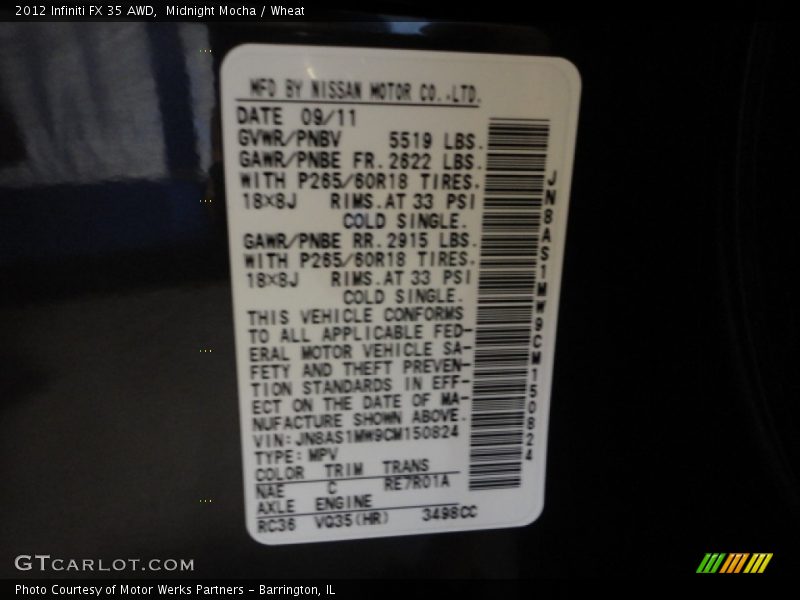 2012 Infiniti FX 35 AWD,  Midnight Mocha / Wheat
MFD BY NISSAN MOTOR CO.,LTD.
DATE 09/11
GVWR/PNBV 5519 LBS.
GAWR/PNBE FR. 2622 LBS.
WITH P265/60R18 TIRES.
18×8J RIMS.AT 33 PSI
COLD SINGLE.
GAWR/PNBE RR. 2915 LBS.
WITH P265/60R18 TIRES.
18×8J RIMS.AT 33 PSI
COLD SINGLE.
THIS VEHICLE CONFORMS
TO ALL APPLICABLE FED-
ERAL MOTOR VEHICLE SA-
FETY AND THEFT PREVEN-
TION STANDARDS IN EFF-
ECT ON THE DATE OF MA-
NUFACTURE SHOWN ABOVE.
VIN:JN8AS1MW9CM150824
TYPE: MPV
COLOR TRIM TRANS
NAE C RE7R01A
AXLE ENGINE
RC36 VQ35(HR) 3498CC
JN8AS1MW9CM150824
GTCARLOT.COM
Photo Courtesy of Motor Werks Partners - Barrington, IL